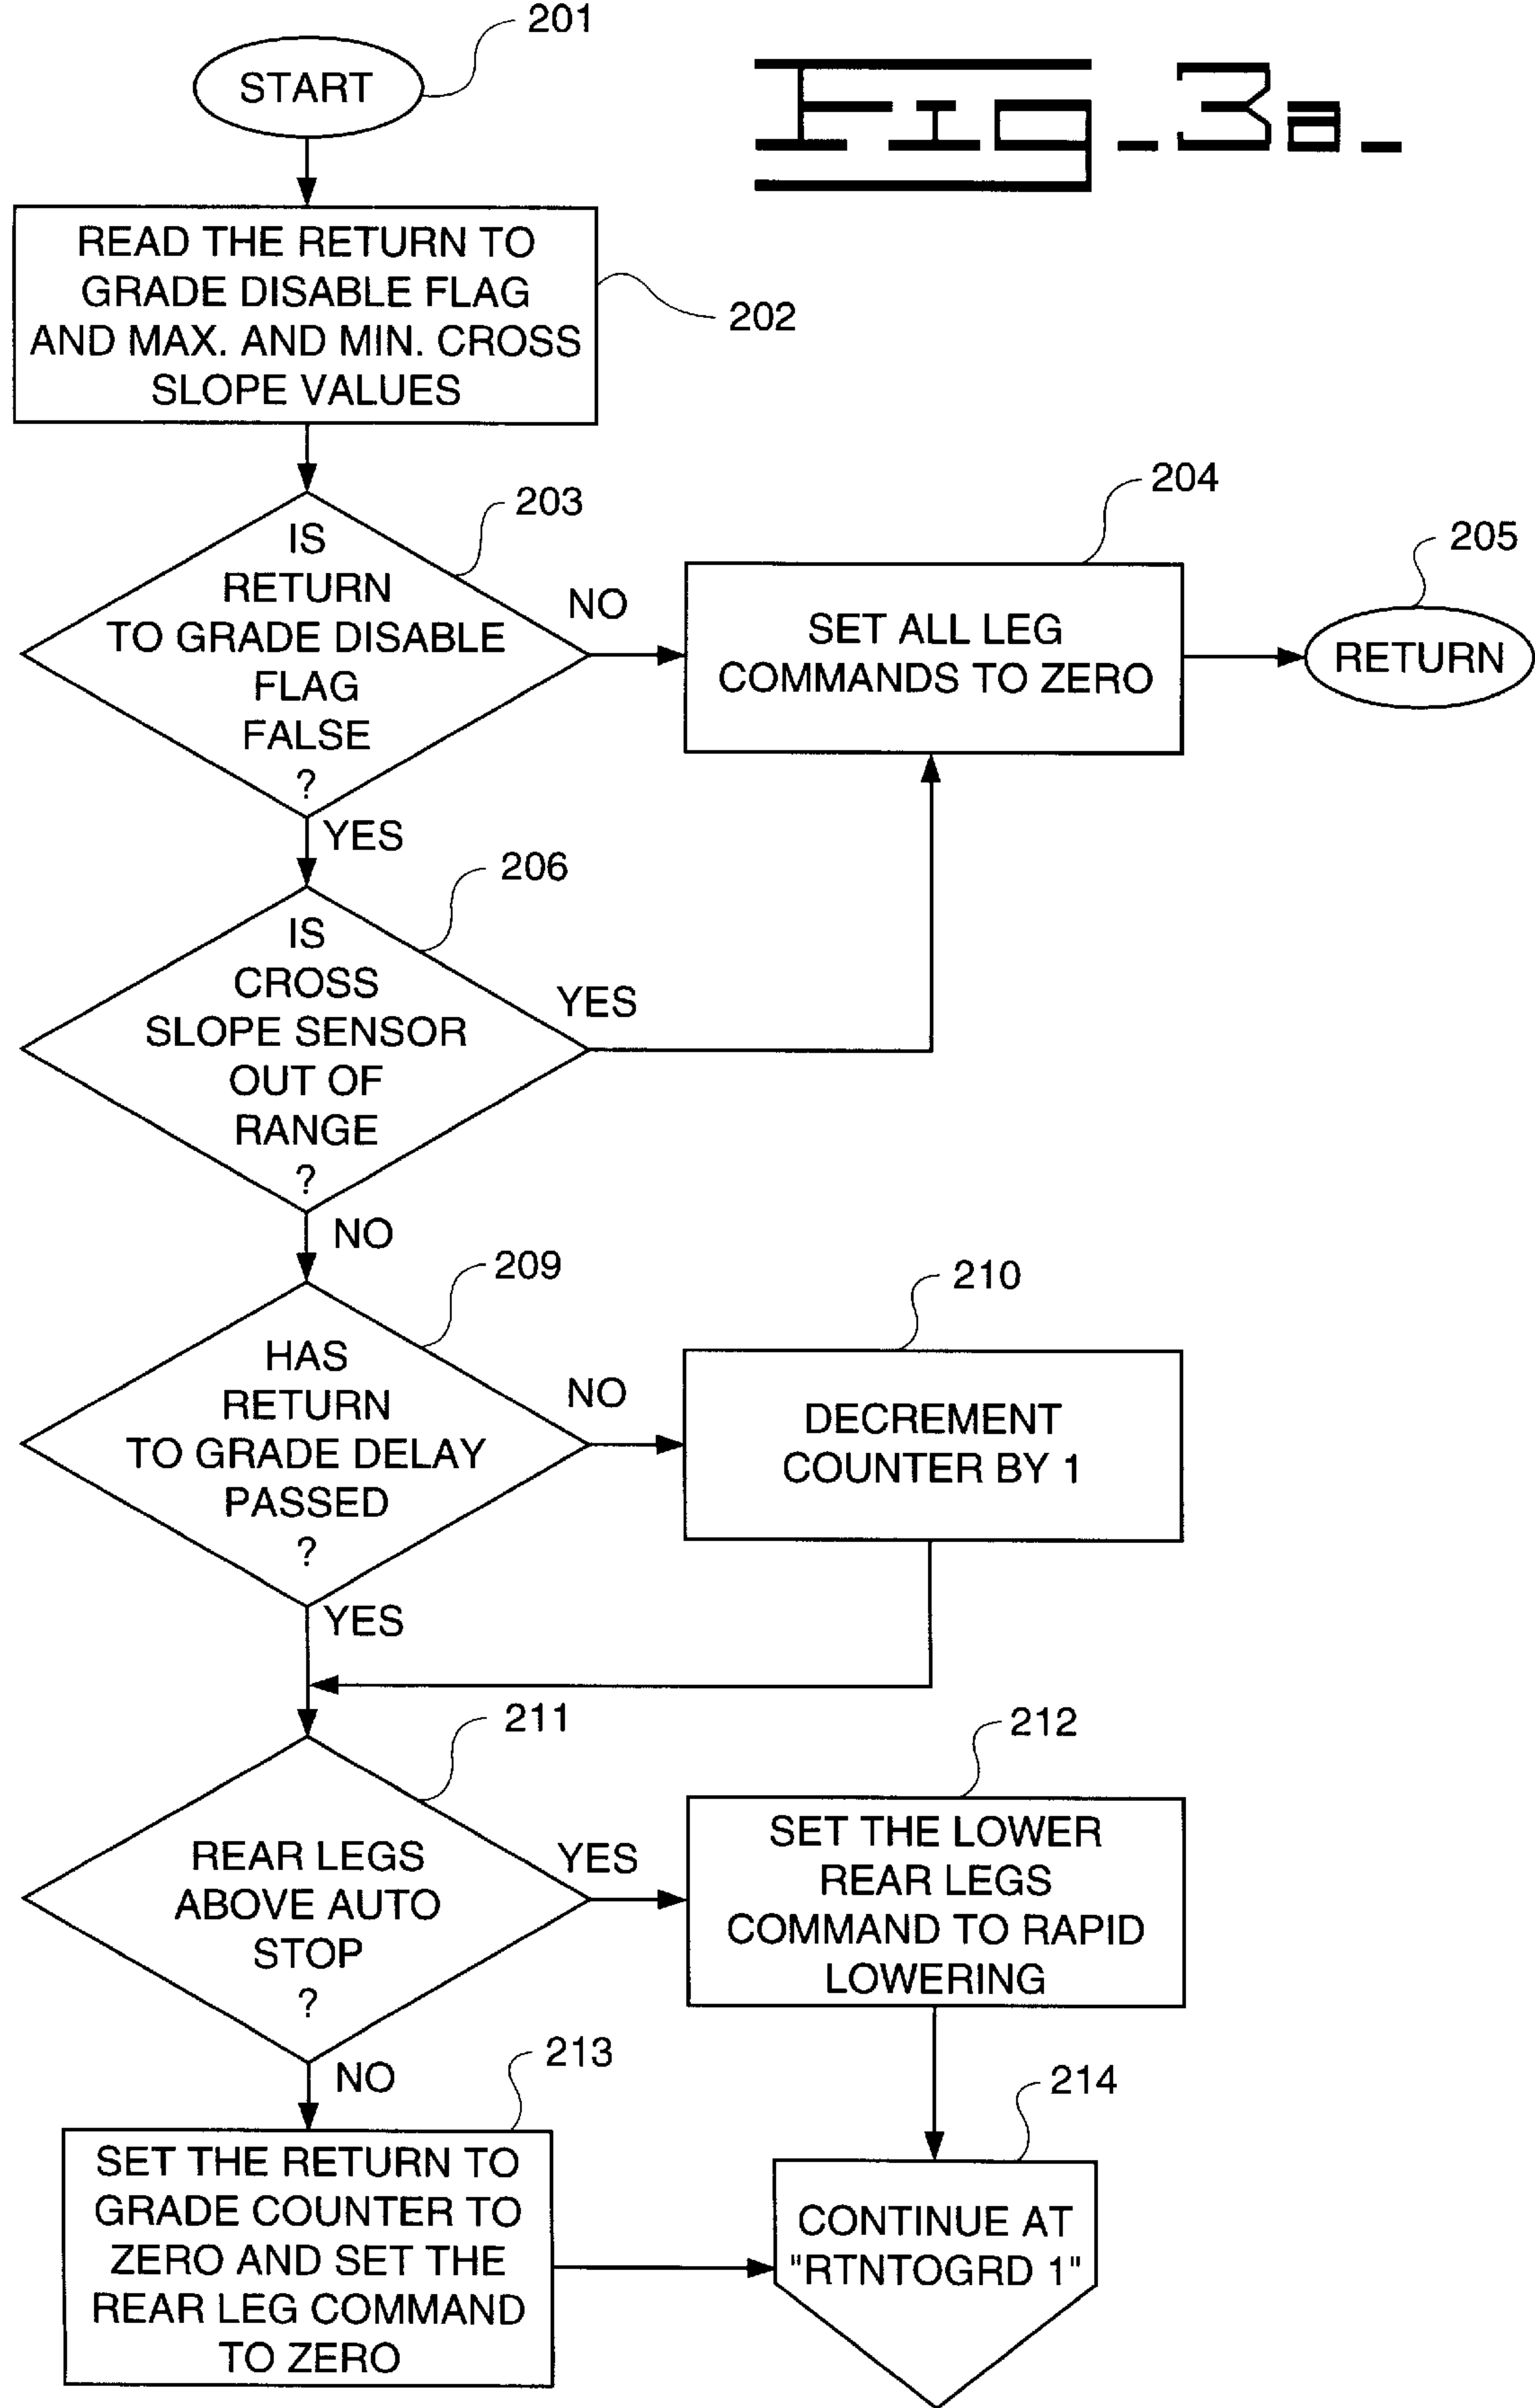 201
START
Fig-3a-
READ THE RETURN TO
GRADE DISABLE FLAG
AND MAX. AND MIN. CROSS
SLOPE VALUES
202
203
IS
RETURN
TO GRADE DISABLE
FLAG
FALSE
?
NO
YES
204
SET ALL LEG
COMMANDS TO ZERO
205
RETURN
206
IS
CROSS
SLOPE SENSOR
OUT OF
RANGE
?
YES
NO
209
HAS
RETURN
TO GRADE DELAY
PASSED
?
NO
YES
210
DECREMENT
COUNTER BY 1
211
REAR LEGS
ABOVE AUTO
STOP
?
YES
NO
212
SET THE LOWER
REAR LEGS
COMMAND TO RAPID
LOWERING
213
SET THE RETURN TO
GRADE COUNTER TO
ZERO AND SET THE
REAR LEG COMMAND
TO ZERO
214
CONTINUE AT
"RTNTOGRD 1"